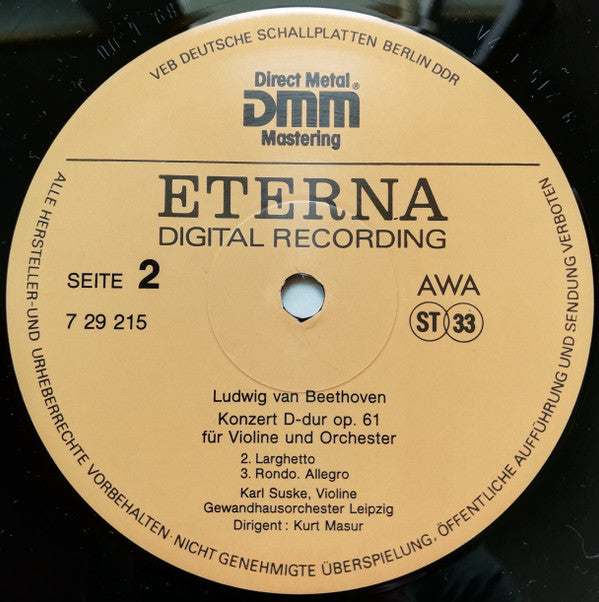 VEB DEUTSCHE SCHALLPLATTEN BERLIN DDR
Direct Metal
DMM®
Mastering
ETERNA
DIGITAL RECORDING
SEITE 2
7 29 215
AWA
ST 33
Ludwig van Beethoven
Konzert D-dur op. 61
für Violine und Orchester
2. Larghetto
3. Rondo. Allegro
Karl Suske, Violine
Gewandhausorchester Leipzig
Dirigent: Kurt Masur
ALLE HERSTELLER-UND URHEBERRECHTE VORBEHALTEN·NICHT GENEHMIGTE ÜBERSPIELUNG, ÖFFENTLICHE AUFFÜHRUNG UND SENDUNG VERBOTEN